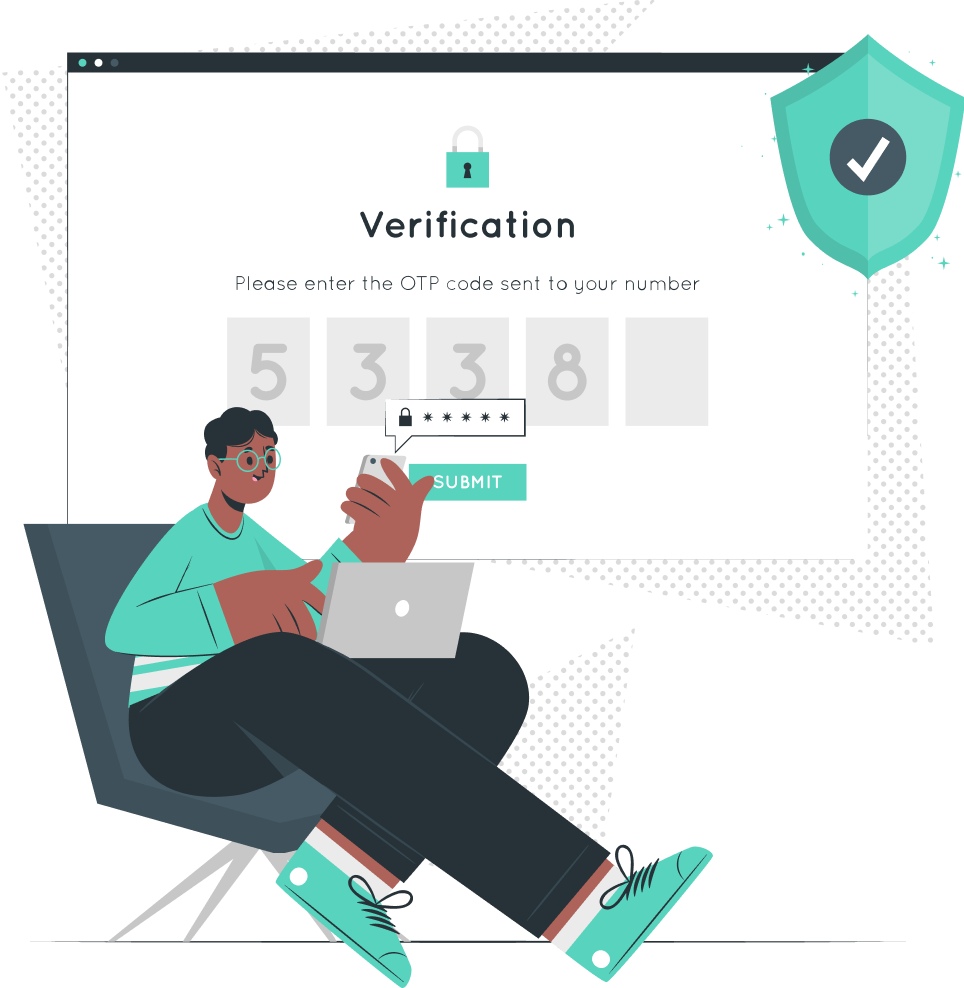 Verification
Please enter the OTP code sent to your number
5 3 3 8
* * * * *
SUBMIT